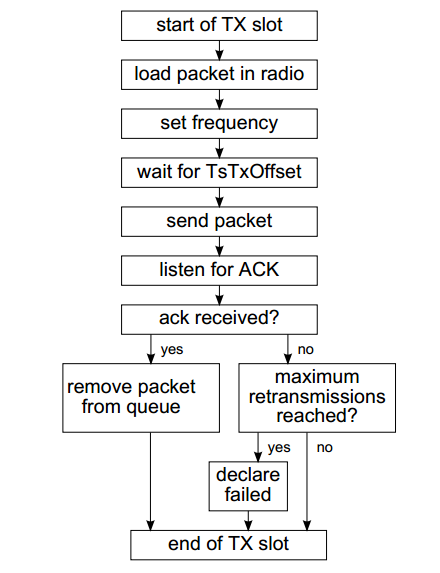 start of TX slot
load packet in radio
set frequency
wait for TsTxOffset
send packet
listen for ACK
ack received?
yes
no
remove packet
from queue
maximum
retransmissions
reached?
yes
no
declare
failed
end of TX slot